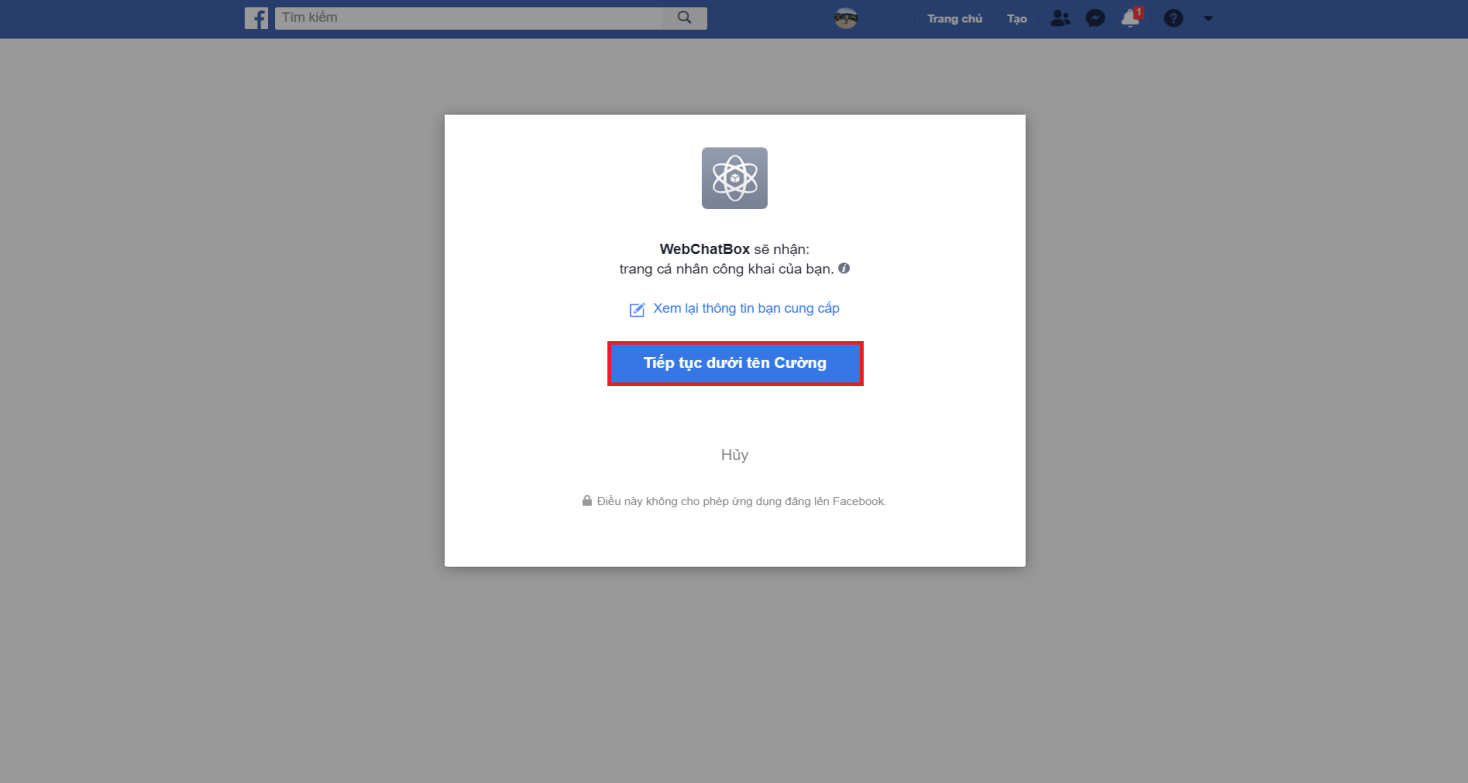 Tìm kiếm
Trang chủ
Tạo
1
WebChatBox sẽ nhận:
trang cá nhân công khai của bạn.
Xem lại thông tin bạn cung cấp
Tiếp tục dưới tên Cường
Hủy
Điều này không cho phép ứng dụng đăng lên Facebook.